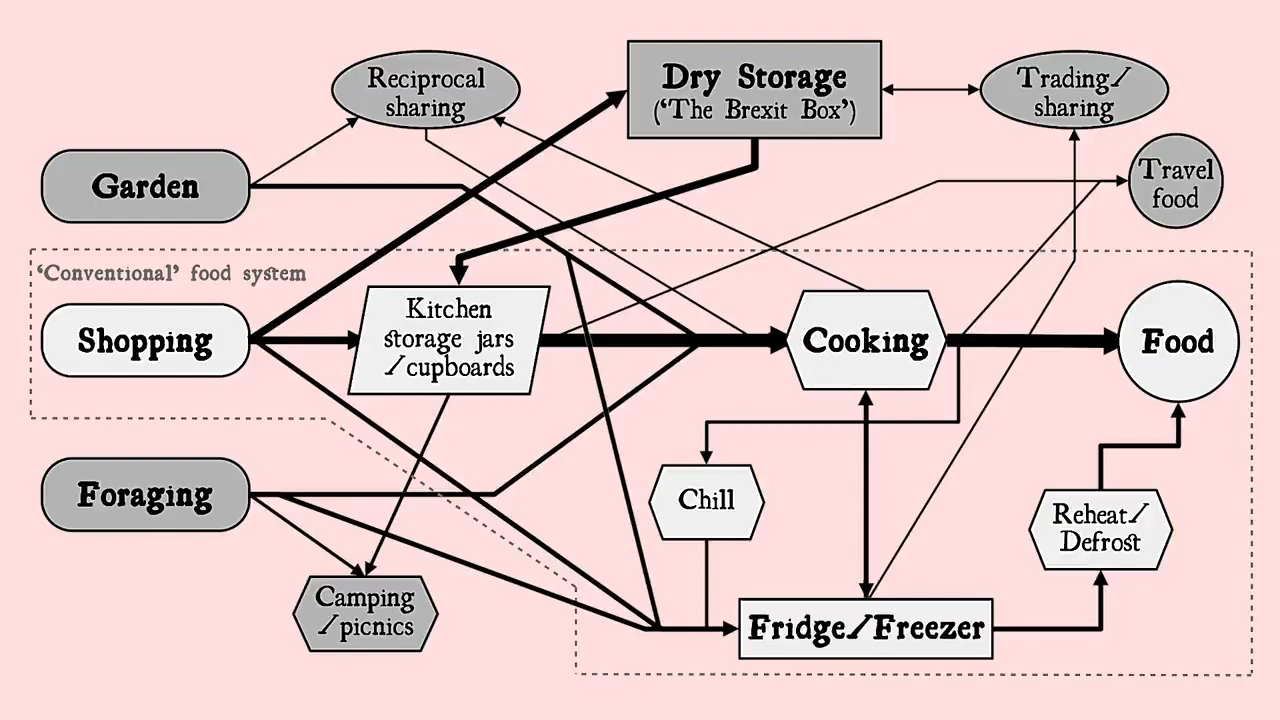 Reciprocal
sharing
Dry Storage
(‘The Brexit Box’)
Trading/
sharing
Garden
Travel
food
‘Conventional’ food system
Shopping
Kitchen
storage jars
/cupboards
Cooking
Food
Foraging
Chill
Reheat/
Defrost
Camping
/picnics
Fridge/Freezer